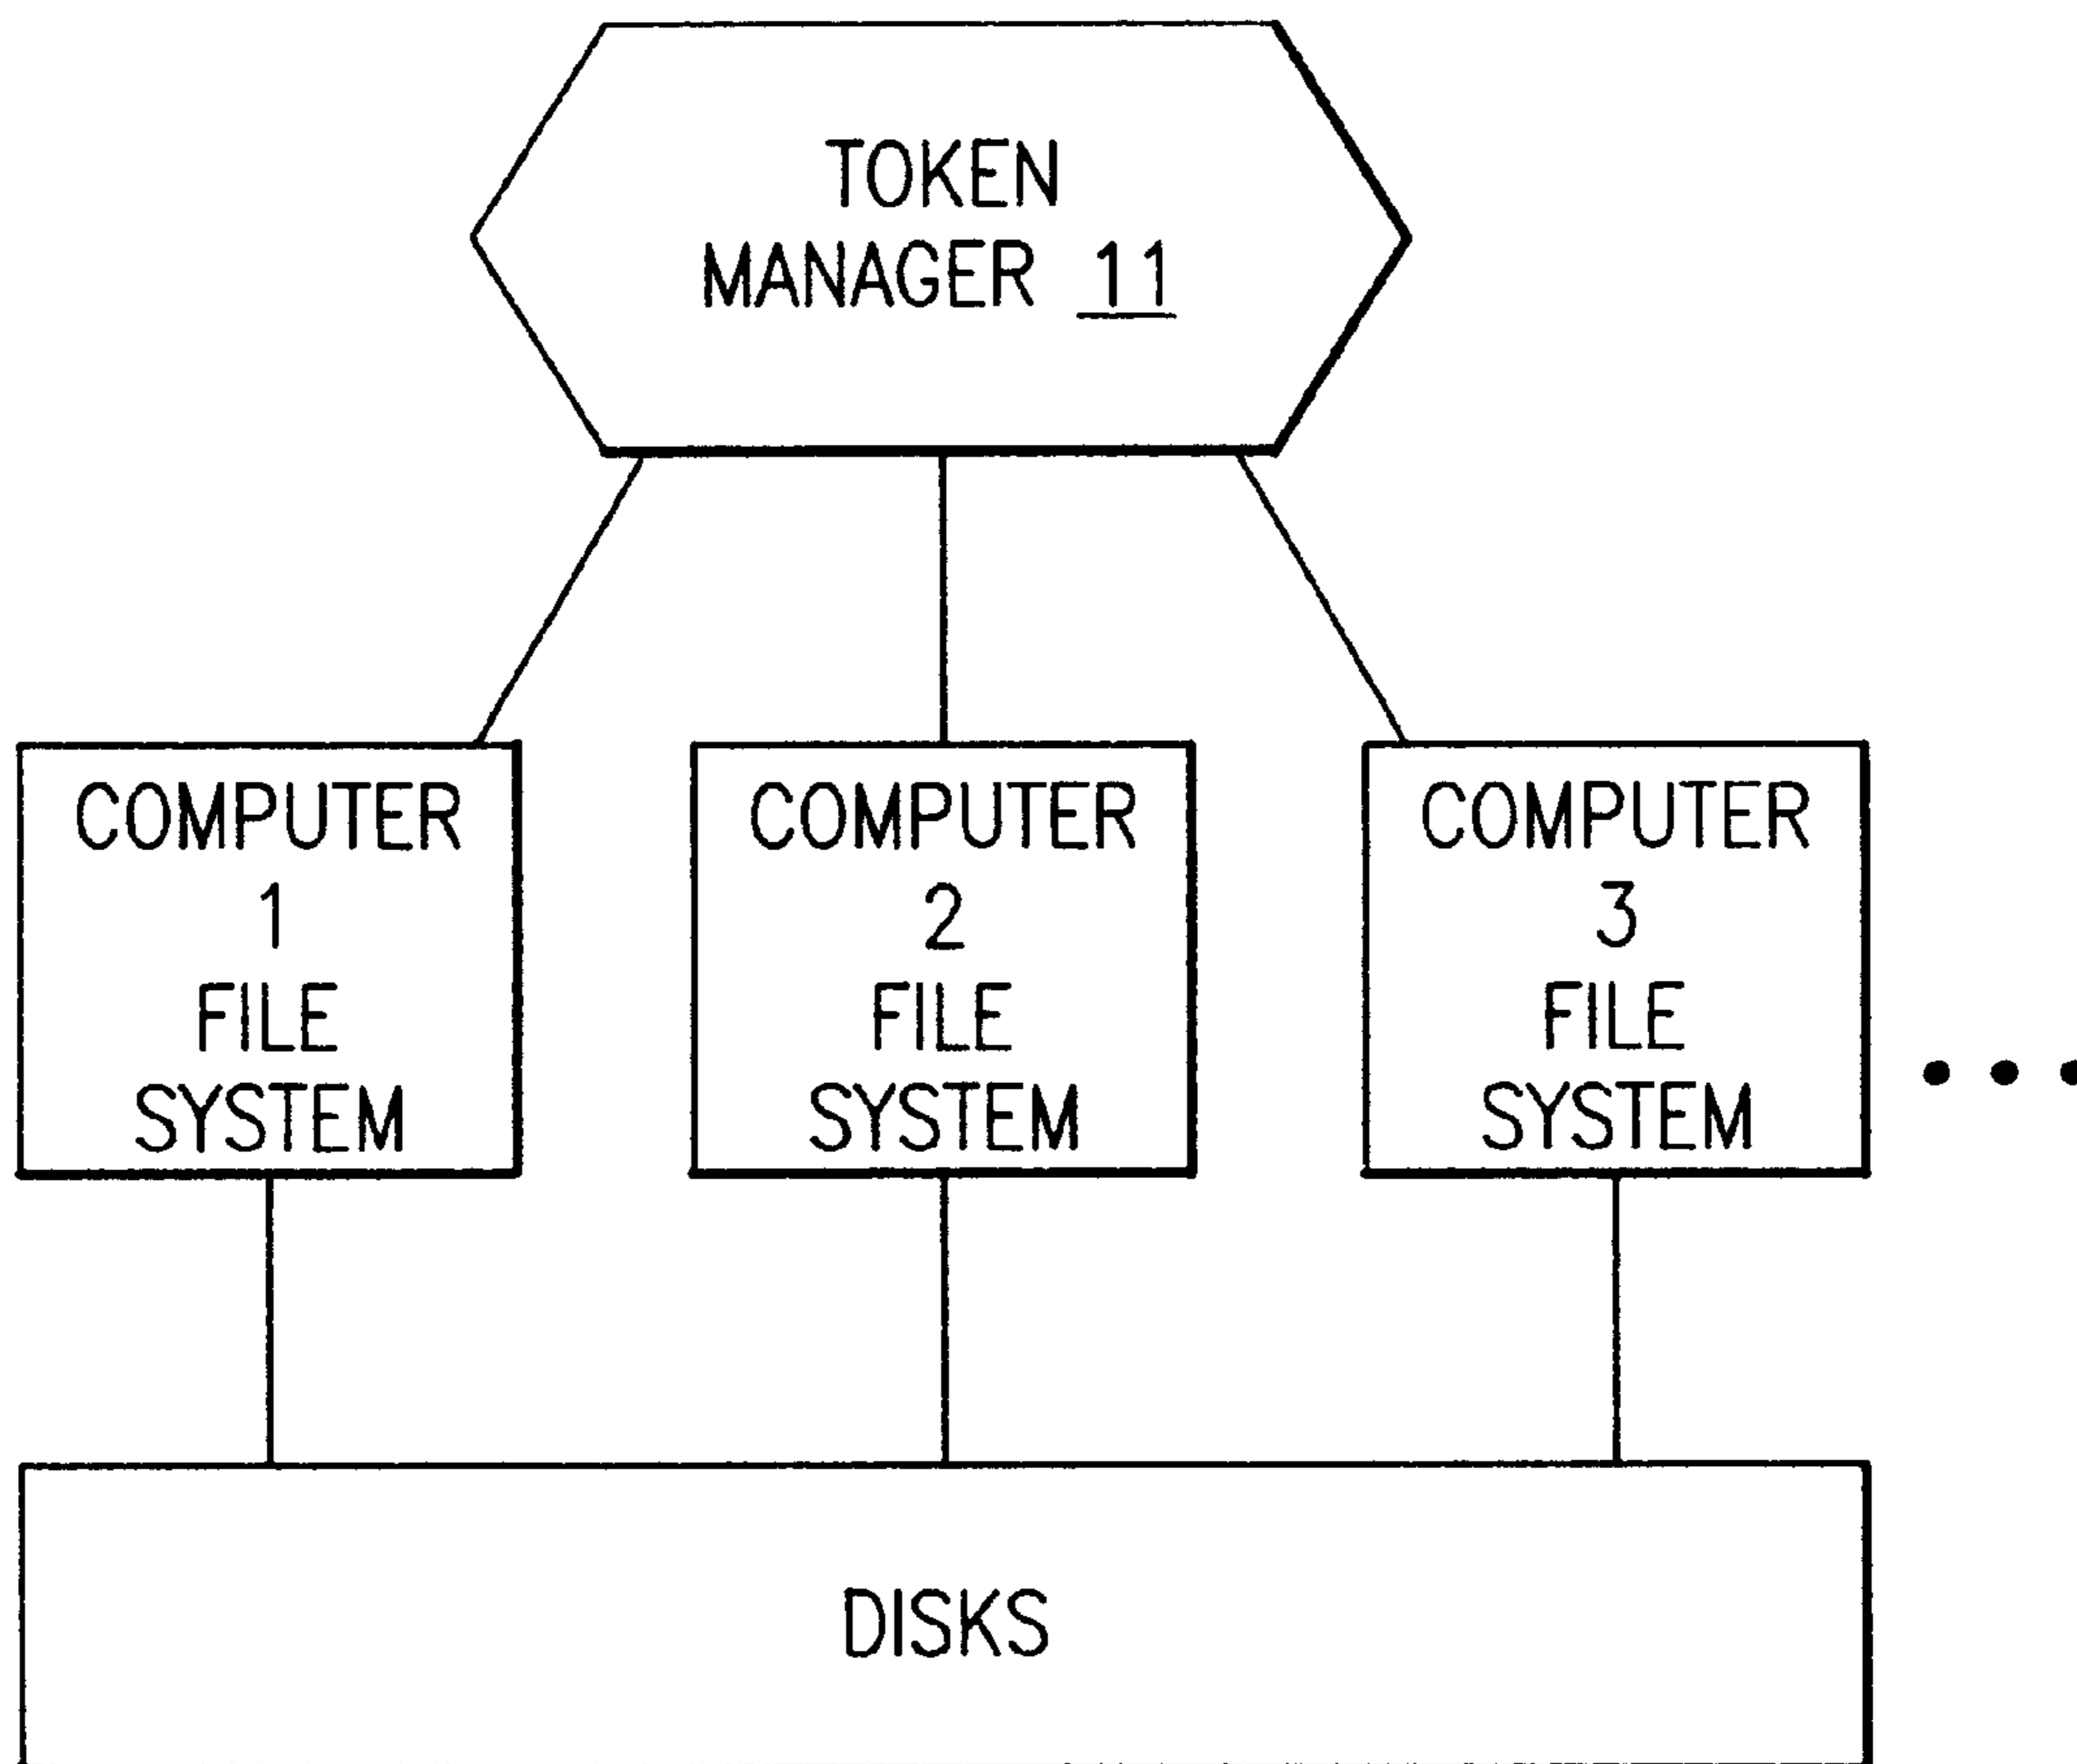 TOKEN
MANAGER 11
COMPUTER
1
FILE
SYSTEM
COMPUTER
2
FILE
SYSTEM
COMPUTER
3
FILE
SYSTEM
DISKS